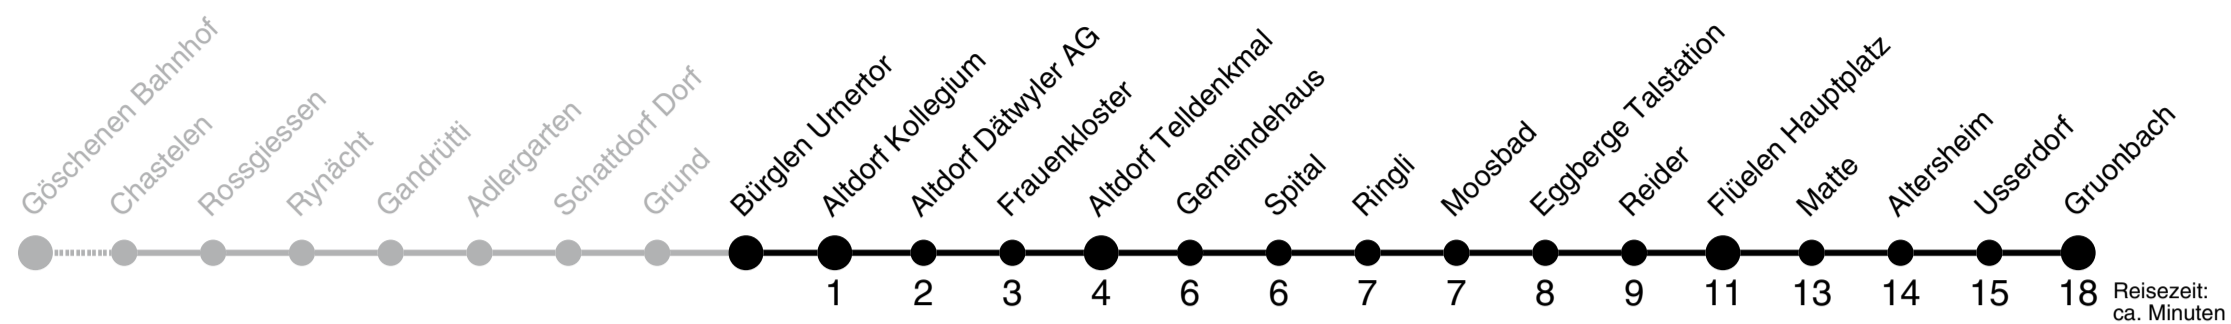 Göschenen Bahnhof
Chastelen
Rossgiessen
Rynächt
Gandrütti
Adlergarten
Schattdorf Dorf
Grund
Bürglen Urnertor
Altdorf Kollegium
Altdorf Dätwyler AG
Frauenkloster
Altdorf Telldenkmal
Gemeindehaus
Spital
Ringli
Moosbad
Eggberge Talstation
Reider
Flüelen Hauptplatz
Matte
Altersheim
Usserdorf
Gruonbach
1 2 3 4 6 6 7 7 8 9 11 13 14 15 18
Reisezeit:
ca. Minuten